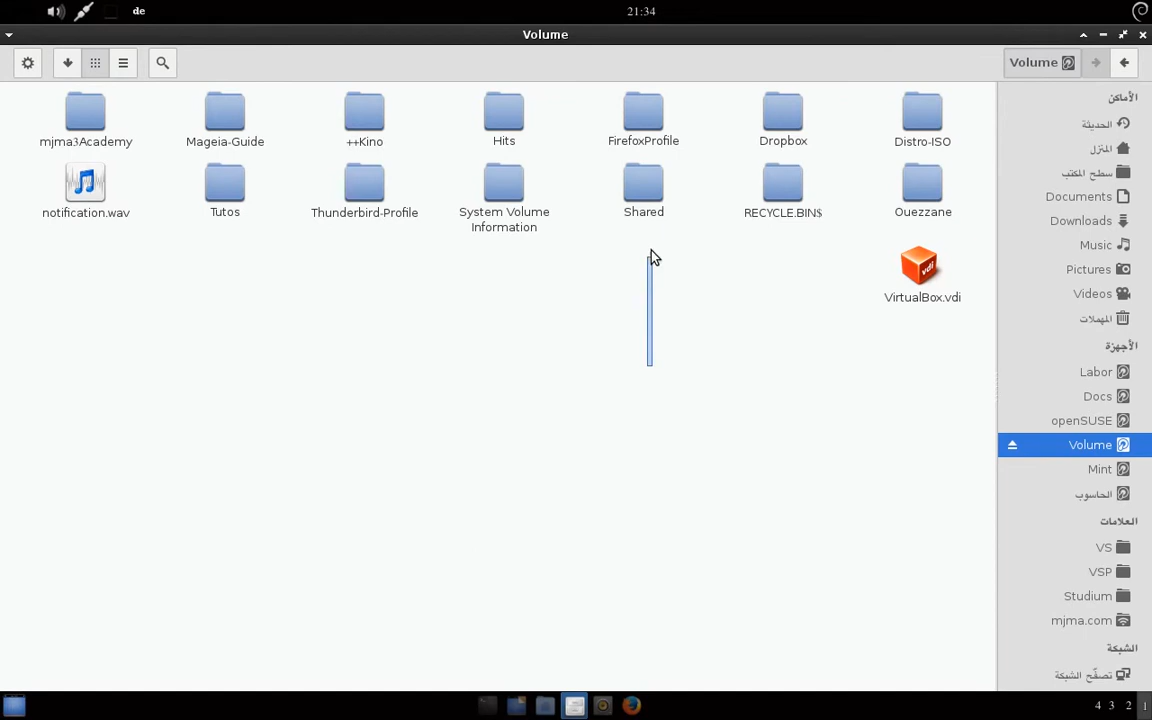 de
21:34
Volume
Volume
mjma3Academy
Mageia-Guide
++Kino
Hits
FirefoxProfile
Dropbox
Distro-ISO
notification.wav
Tutos
Thunderbird-Profile
System Volume
Information
Shared
RECYCLE.BIN$
Ouezzane
vdi
VirtualBox.vdi
الأماكن
الحديثة
المنزل
سطح المكتب
Documents
Downloads
Music
Pictures
Videos
المهملات
الأجهزة
Labor
Docs
openSUSE
Volume
Mint
الحاسوب
العلامات
VS
VSP
Studium
mjma.com
الشبكة
تصفّح الشبكة
4 3 2 1